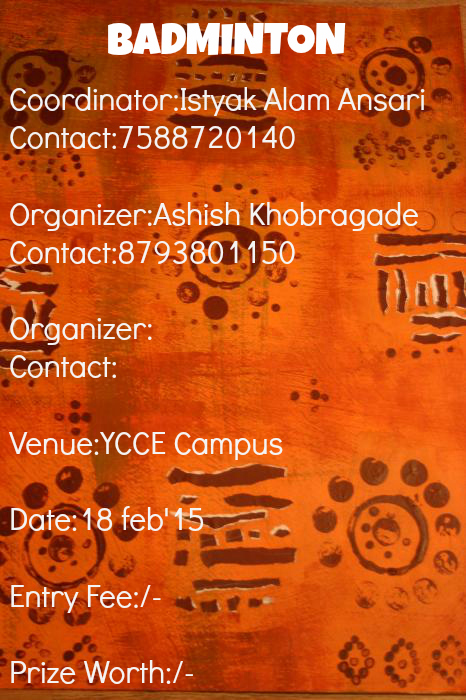 BADMINTON
Coordinator:Istyak Alam Ansari
Contact:7588720140
Organizer:Ashish Khobragade
Contact:8793801150
Organizer:
Contact:
Venue:YCCE Campus
Date:18 feb'15
Entry Fee:/-
Prize Worth:/-